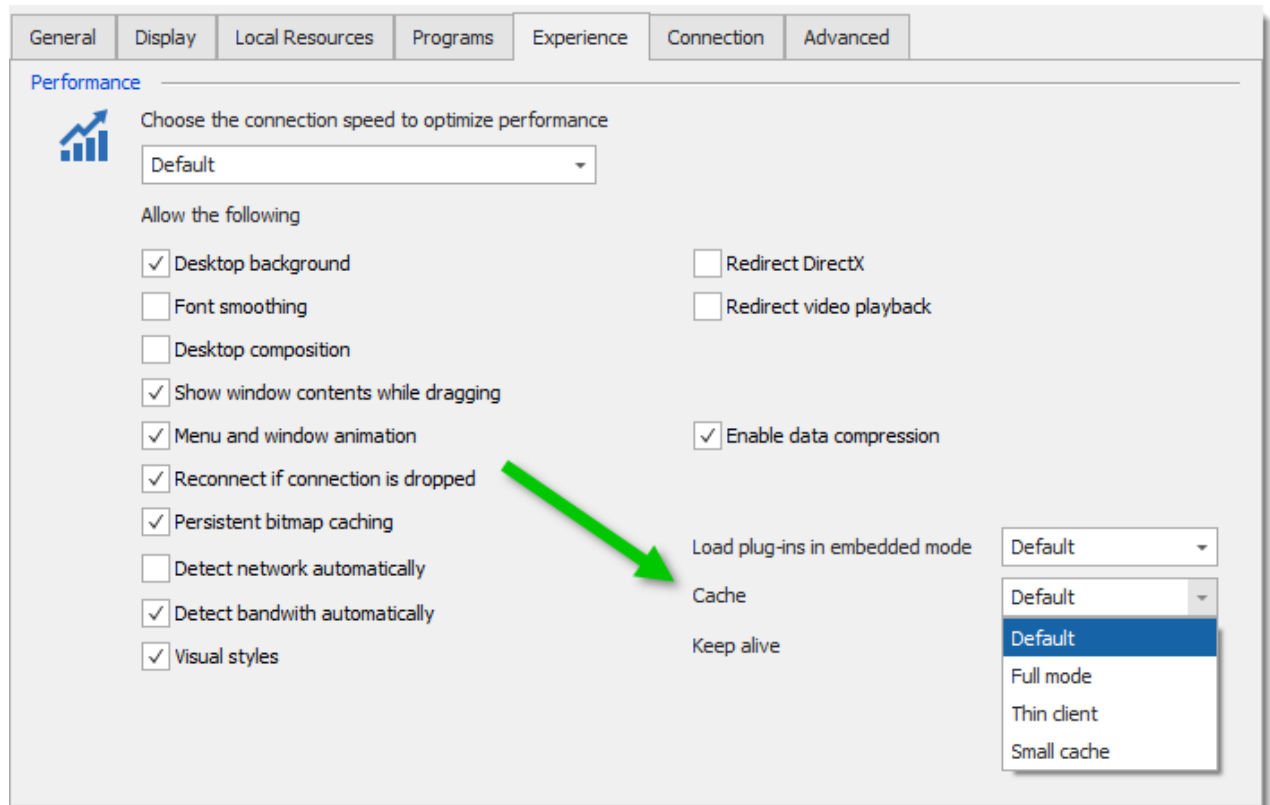 General Display Local Resources Programs Experience Connection Advanced
Performance
Choose the connection speed to optimize performance
Default
Allow the following
Desktop background Redirect DirectX
Font smoothing Redirect video playback
Desktop composition
Show window contents while dragging
Menu and window animation Enable data compression
Reconnect if connection is dropped
Persistent bitmap caching
Load plug-ins in embedded mode Default
Detect network automatically
Cache Default
Detect bandwith automatically
Default
Keep alive
Visual styles
Full mode
Thin client
Small cache